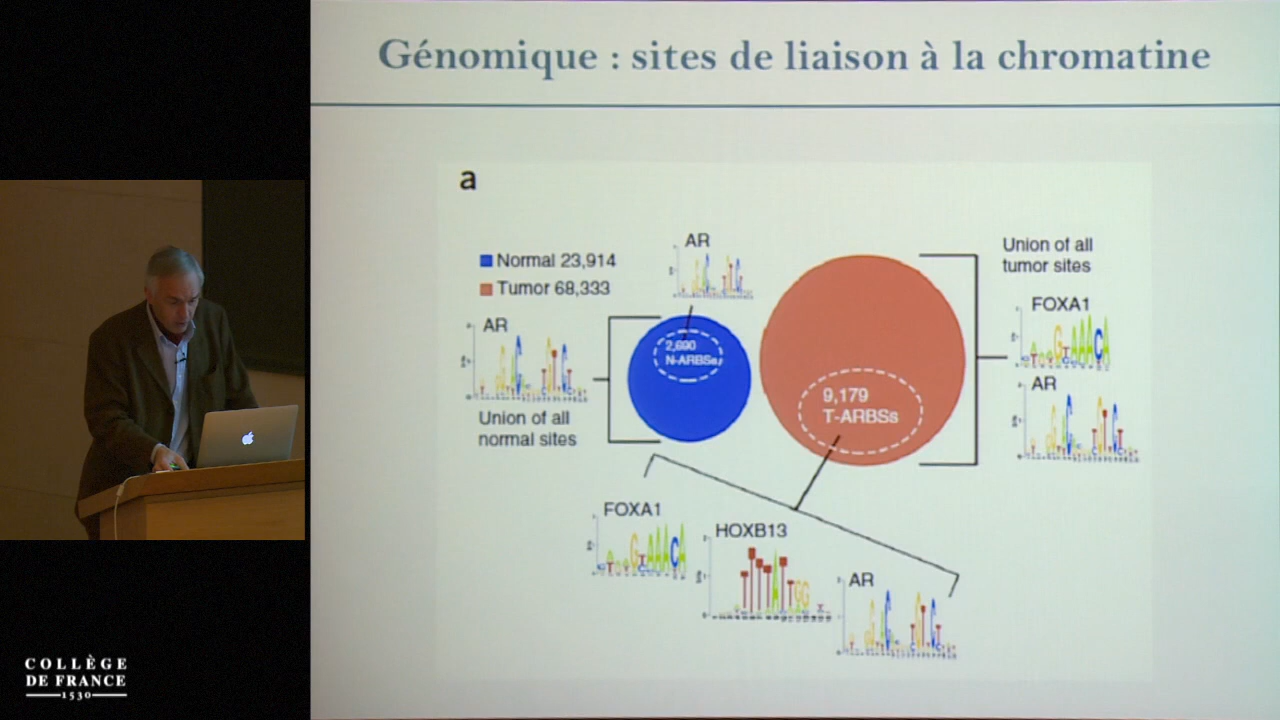 Génomique : sites de liaison à la chromatine
a
Normal 23,914
Tumor 68,333
AR
AR
2,690
N-ARBSs
Union of all
normal sites
9,179
T-ARBSs
Union of all
tumor sites
FOXA1
AR
FOXA1
HOXB13
AR
COLLÈGE
DE FRANCE
1530